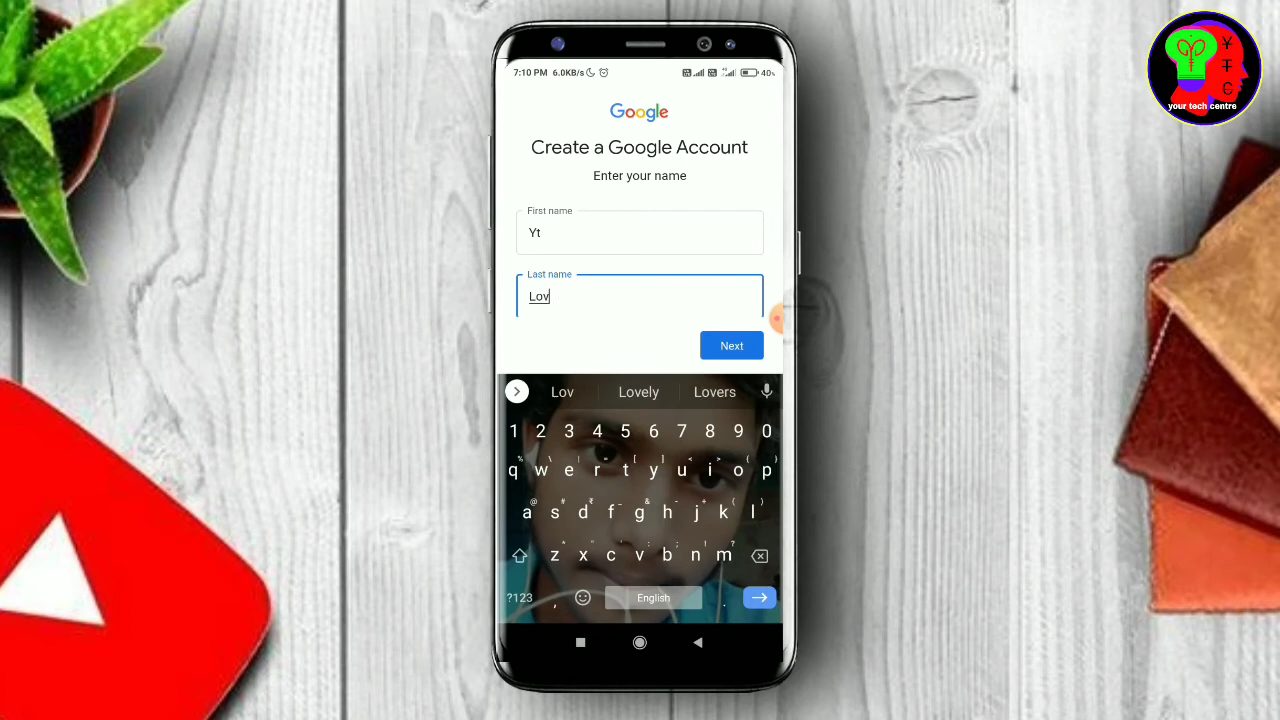 7:10 PM 6.0KB/s 40%
Google
Create a Google Account
Enter your name
First name
Yt
Last name
Lov
Next
Lov Lovely Lovers
1 2 3 4 5 6 7 8 9 0
% \ | = [ ] < > { }
q w e r t y u i o p
@ # ₹ _ & - + ( )
a s d f g h j k l
* " ' : ; ! ?
z x c v b n m
?123 , English .
¥
T
C
your tech centre